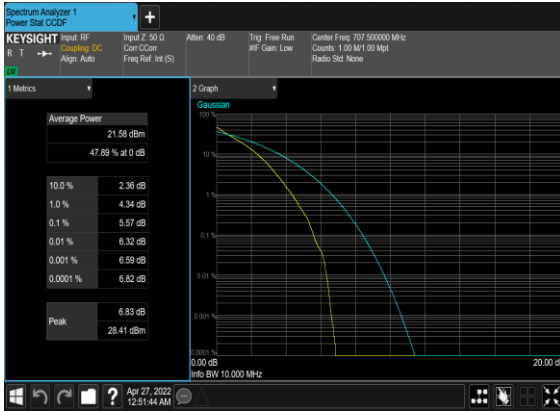 Spectrum Analyzer 1
Power Stat CCDF
+
KEYSIGHT
R T
Input: RF
Coupling: DC
Align: Auto
Input Z: 50 Ω
Corr CCorr
Freq Ref: Int (S)
Atten: 40 dB
Trig: Free Run
#IF Gain: Low
Center Freq: 707.500000 MHz
Counts: 1.00 M/1.00 Mpt
Radio Std: None
1 Metrics
Average Power
21.58 dBm
47.89 % at 0 dB
10.0 % 2.36 dB
1.0 % 4.34 dB
0.1 % 5.57 dB
0.01 % 6.32 dB
0.001 % 6.59 dB
0.0001 % 6.82 dB
Peak
6.83 dB
28.41 dBm
2 Graph
Gaussian
100 %
10 %
1 %
0.1 %
0.01 %
0.001 %
0.0001 %
0.00 dB
20.00 d
Info BW 10.000 MHz
?
Apr 27, 2022
12:51:44 AM